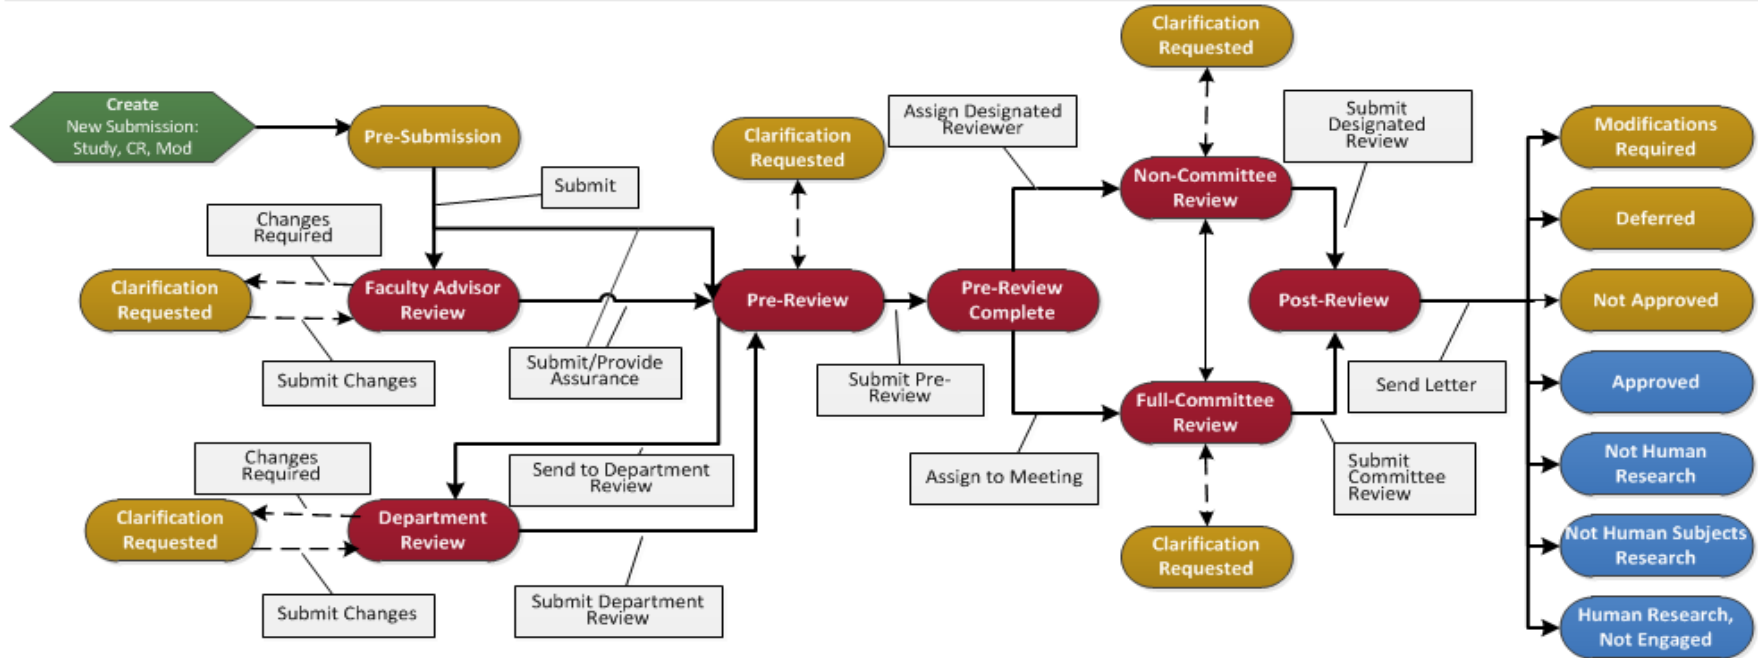 Create
New Submission:
Study, CR, Mod
Pre-Submission
Submit
Changes
Required
Clarification
Requested
Faculty Advisor
Review
Submit Changes
Submit/Provide
Assurance
Changes
Required
Clarification
Requested
Department
Review
Submit Changes
Send to Department
Review
Submit Department
Review
Clarification
Requested
Pre-Review
Submit Pre-
Review
Pre-Review
Complete
Assign Designated
Reviewer
Assign to Meeting
Clarification
Requested
Non-Committee
Review
Full-Committee
Review
Clarification
Requested
Submit
Designated
Review
Post-Review
Submit
Committee
Review
Send Letter
Modifications
Required
Deferred
Not Approved
Approved
Not Human
Research
Not Human Subjects
Research
Human Research,
Not Engaged